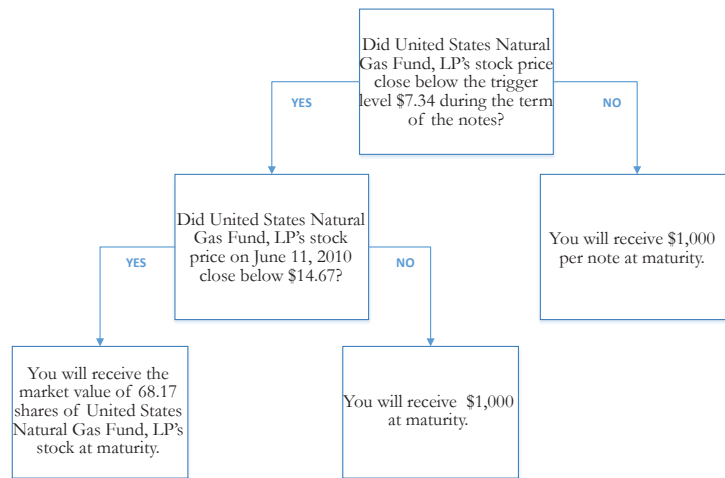 Did United States Natural
Gas Fund, LP's stock price
close below the trigger
level $7.34 during the term
of the notes?
YES
NO
Did United States Natural
Gas Fund, LP's stock
price on June 11, 2010
close below $14.67?
You will receive $1,000
per note at maturity.
YES
NO
You will receive the
market value of 68.17
shares of United States
Natural Gas Fund, LP's
stock at maturity.
You will receive $1,000
at maturity.